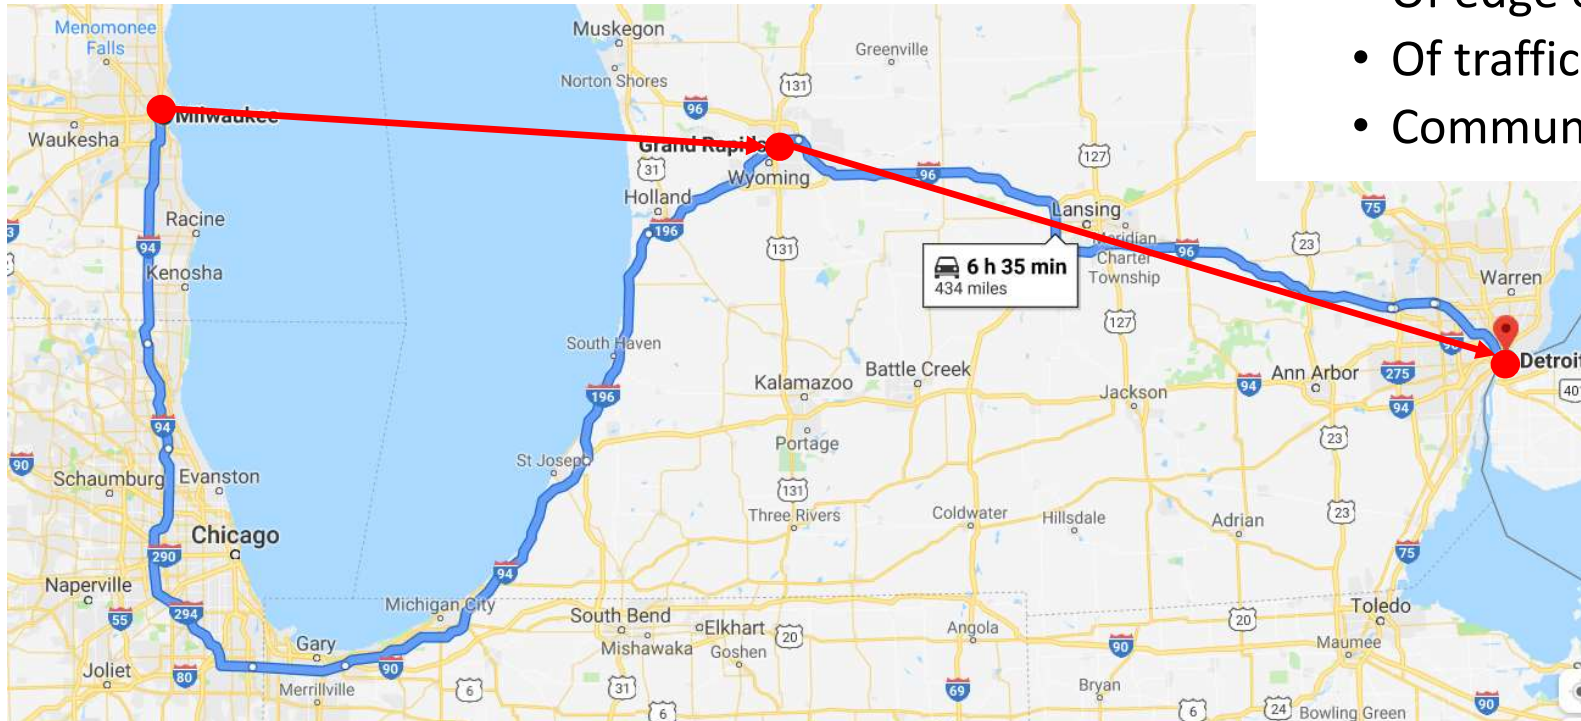 Of edge
• Of traffic
• Commun
Menomonee
Falls
Muskegon
Greenville
Norton Shores
131
96
Milwaukee
Waukesha
Grand Rapids
31
Wyoming
96
127
Holland
Lansing
75
Racine
196
3
94
131
Meridian
Charter
Township
96
23
6 h 35 min
434 miles
Kenosha
Warren
127
South Haven
Detroit
Battle Creek
Ann Arbor
275
Kalamazoo
94
Jackson
401
196
94
94
Portage
23
St Joseph
90
Schaumburg
Evanston
131
Three Rivers
Coldwater
Hillsdale
Adrian
23
Chicago
290
75
94
Naperville
Michigan City
55
294
South Bend
Elkhart
20
Angola
20
Toledo
Mishawaka
Goshen
Maumee
Gary
90
90
Joliet
80
Merrillville
6
31
69
Bryan
90
6
6
24
Bowling Green